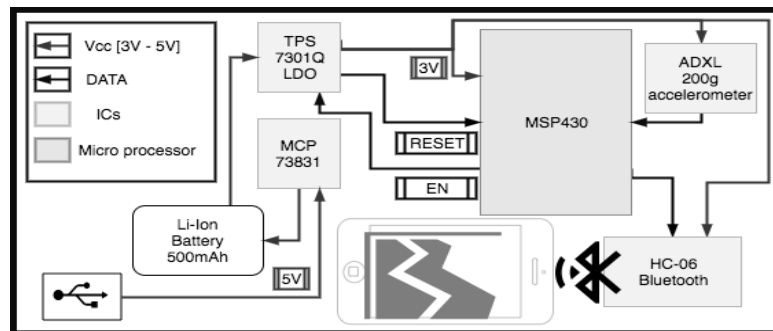 Vcc [3V - 5V]
DATA
ICs
Micro processor
TPS
7301Q
LDO
3V
MSP430
ADXL
200g
accelerometer
RESET
MCP
73831
EN
Li-Ion
Battery
500mAh
5V
HC-06
Bluetooth